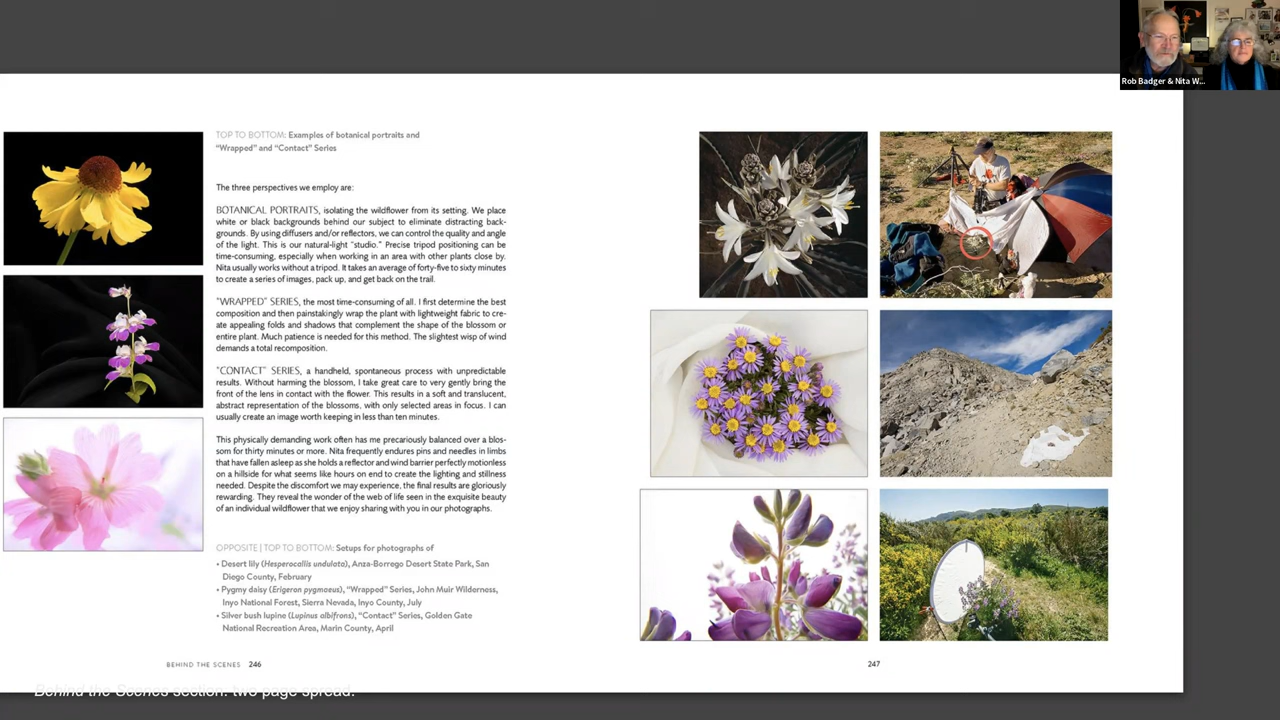 Rob Badger & Nita W...
TOP TO BOTTOM: Examples of botanical portraits and
“Wrapped” and “Contact” Series
The three perspectives we employ are:
BOTANICAL PORTRAITS, isolating the wildflower from its setting. We place
white or black backgrounds behind our subject to eliminate distracting back-
grounds. By using diffusers and/or reflectors, we can control the quality and angle
of the light. This is our natural-light “studio.” Precise tripod positioning can be
time-consuming, especially when working in an area with other plants close by.
Nita usually works without a tripod. It takes an average of forty-five to sixty minutes
to create a series of images, pack up, and get back on the trail.
“WRAPPED” SERIES, the most time-consuming of all. I first determine the best
composition and then painstakingly wrap the plant with lightweight fabric to cre-
ate appealing folds and shadows that complement the shape of the blossom or
entire plant. Much patience is needed for this method. The slightest wisp of wind
demands a total recomposition.
“CONTACT” SERIES, a handheld, spontaneous process with unpredictable
results. Without harming the blossom, I take great care to very gently bring the
front of the lens in contact with the flower. This results in a soft and translucent,
abstract representation of the blossoms, with only selected areas in focus. I can
usually create an image worth keeping in less than ten minutes.
This physically demanding work often has me precariously balanced over a blos-
som for thirty minutes or more. Nita frequently endures pins and needles in limbs
that have fallen asleep as she holds a reflector and wind barrier perfectly motionless
on a hillside for what seems like hours on end to create the lighting and stillness
needed. Despite the discomfort we may experience, the final results are gloriously
rewarding. They reveal the wonder of the web of life seen in the exquisite beauty
of an individual wildflower that we enjoy sharing with you in our photographs.
OPPOSITE | TOP TO BOTTOM: Setups for photographs of
• Desert lily (Hesperocallis undulata), Anza-Borrego Desert State Park, San
Diego County, February
• Pygmy daisy (Erigeron pygmaeus), “Wrapped” Series, John Muir Wilderness,
Inyo National Forest, Sierra Nevada, Inyo County, July
• Silver bush lupine (Lupinus albifrons), “Contact” Series, Golden Gate
National Recreation Area, Marin County, April
BEHIND THE SCENES 246
247
Behind the Scenes section: two page spread.